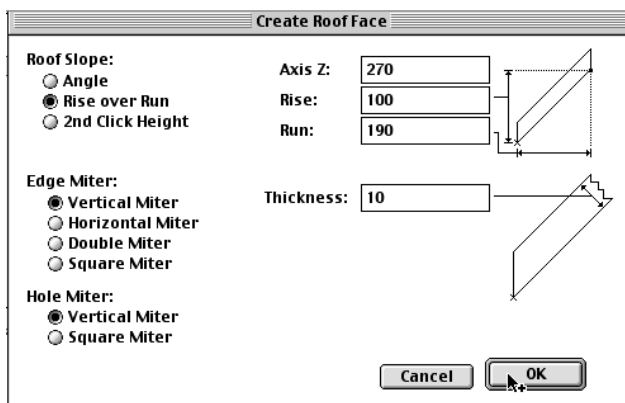 Create Roof Face
Roof Slope:
Angle
Rise over Run
2nd Click Height
Axis Z: 270
Rise: 100
Run: 190
Edge Miter:
Vertical Miter
Horizontal Miter
Double Miter
Square Miter
Thickness: 10
Hole Miter:
Vertical Miter
Square Miter
Cancel OK